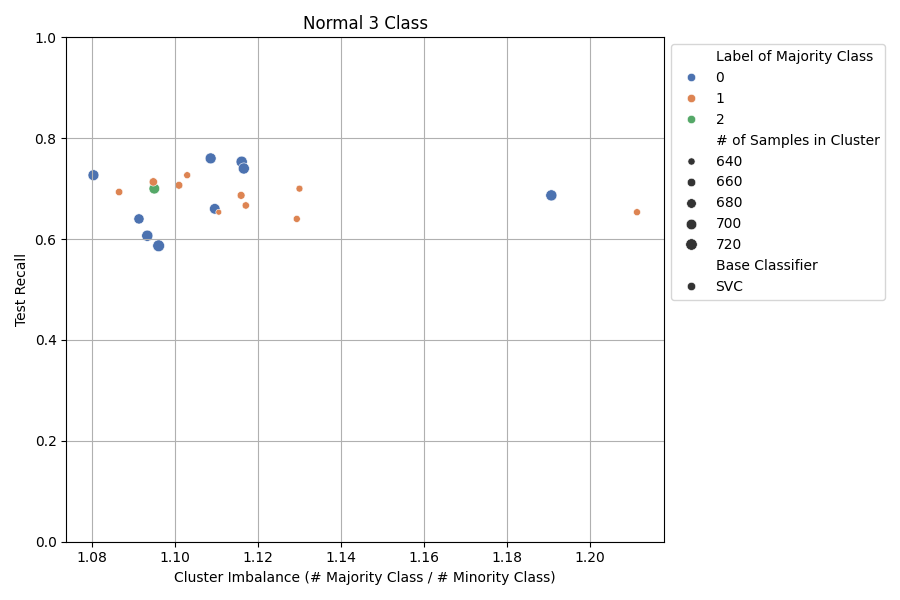 Normal 3 Class
1.0
0.8
0.6
0.4
0.2
0.0
Test Recall
1.08 1.10 1.12 1.14 1.16 1.18 1.20
Cluster Imbalance (# Majority Class / # Minority Class)
Label of Majority Class
0
1
2
# of Samples in Cluster
640
660
680
700
720
Base Classifier
SVC